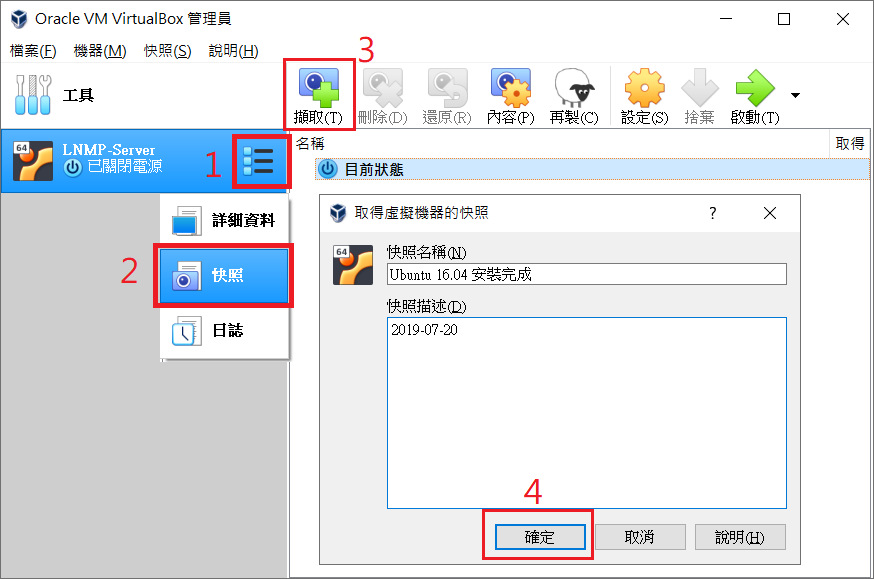 Oracle VM VirtualBox 管理員
檔案(F) 機器(M) 快照(S) 說明(H)
3
工具
擷取(T) 刪除(D) 還原(R) 內容(P) 再製(C) 設定(S) 捨棄 啟動(T)
64
LNMP-Server
已關閉電源
1
名稱 取得
目前狀態
詳細資料
2
快照
日誌
取得虛擬機器的快照 ?
64
快照名稱(N)
Ubuntu 16.04 安裝完成
快照描述(D)
2019-07-20
4
確定 取消 說明(H)